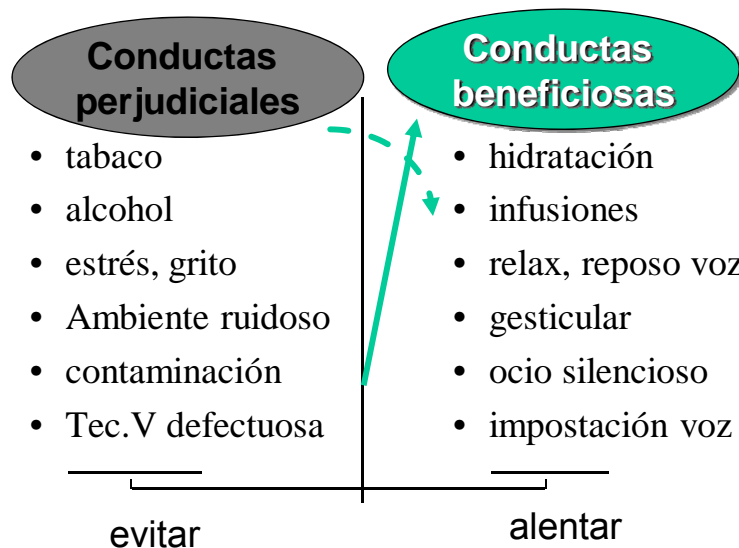 Conductas
perjudiciales
• tabaco
• alcohol
• estrés, grito
• Ambiente ruidoso
• contaminación
• Tec.V defectuosa
evitar
Conductas
beneficiosas
• hidratación
• infusiones
• relax, reposo voz
• gesticular
• ocio silencioso
• impostación voz
alentar